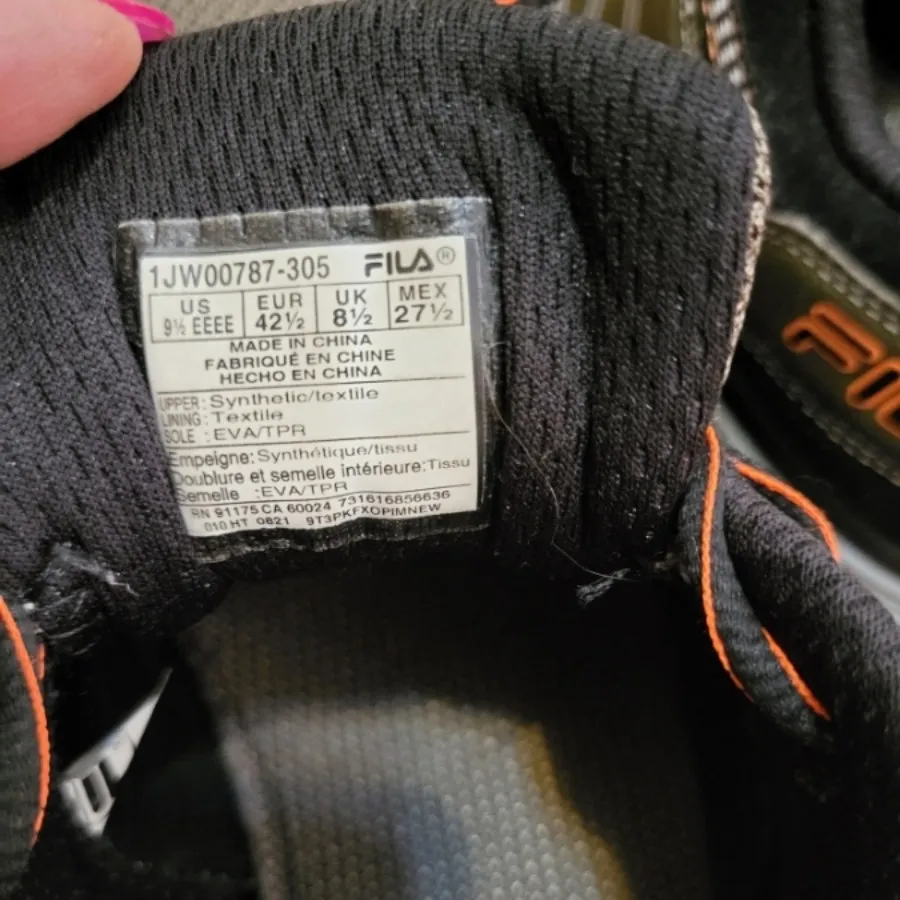 1JW00787-305 FILA®
US EUR UK MEX
9½ EEEE 42½ 8½ 27½
MADE IN CHINA
FABRIQUÉ EN CHINE
HECHO EN CHINA
UPPER: Synthetic/textile
LINING: Textile
SOLE : EVA/TPR
Empeigne: Synthétique/tissu
Doublure et semelle intérieure:Tissu
Semelle :EVA/TPR
RN 91175 CA 60024 731616856636
010 HT 0821 9T3PKFXOPIMNEW